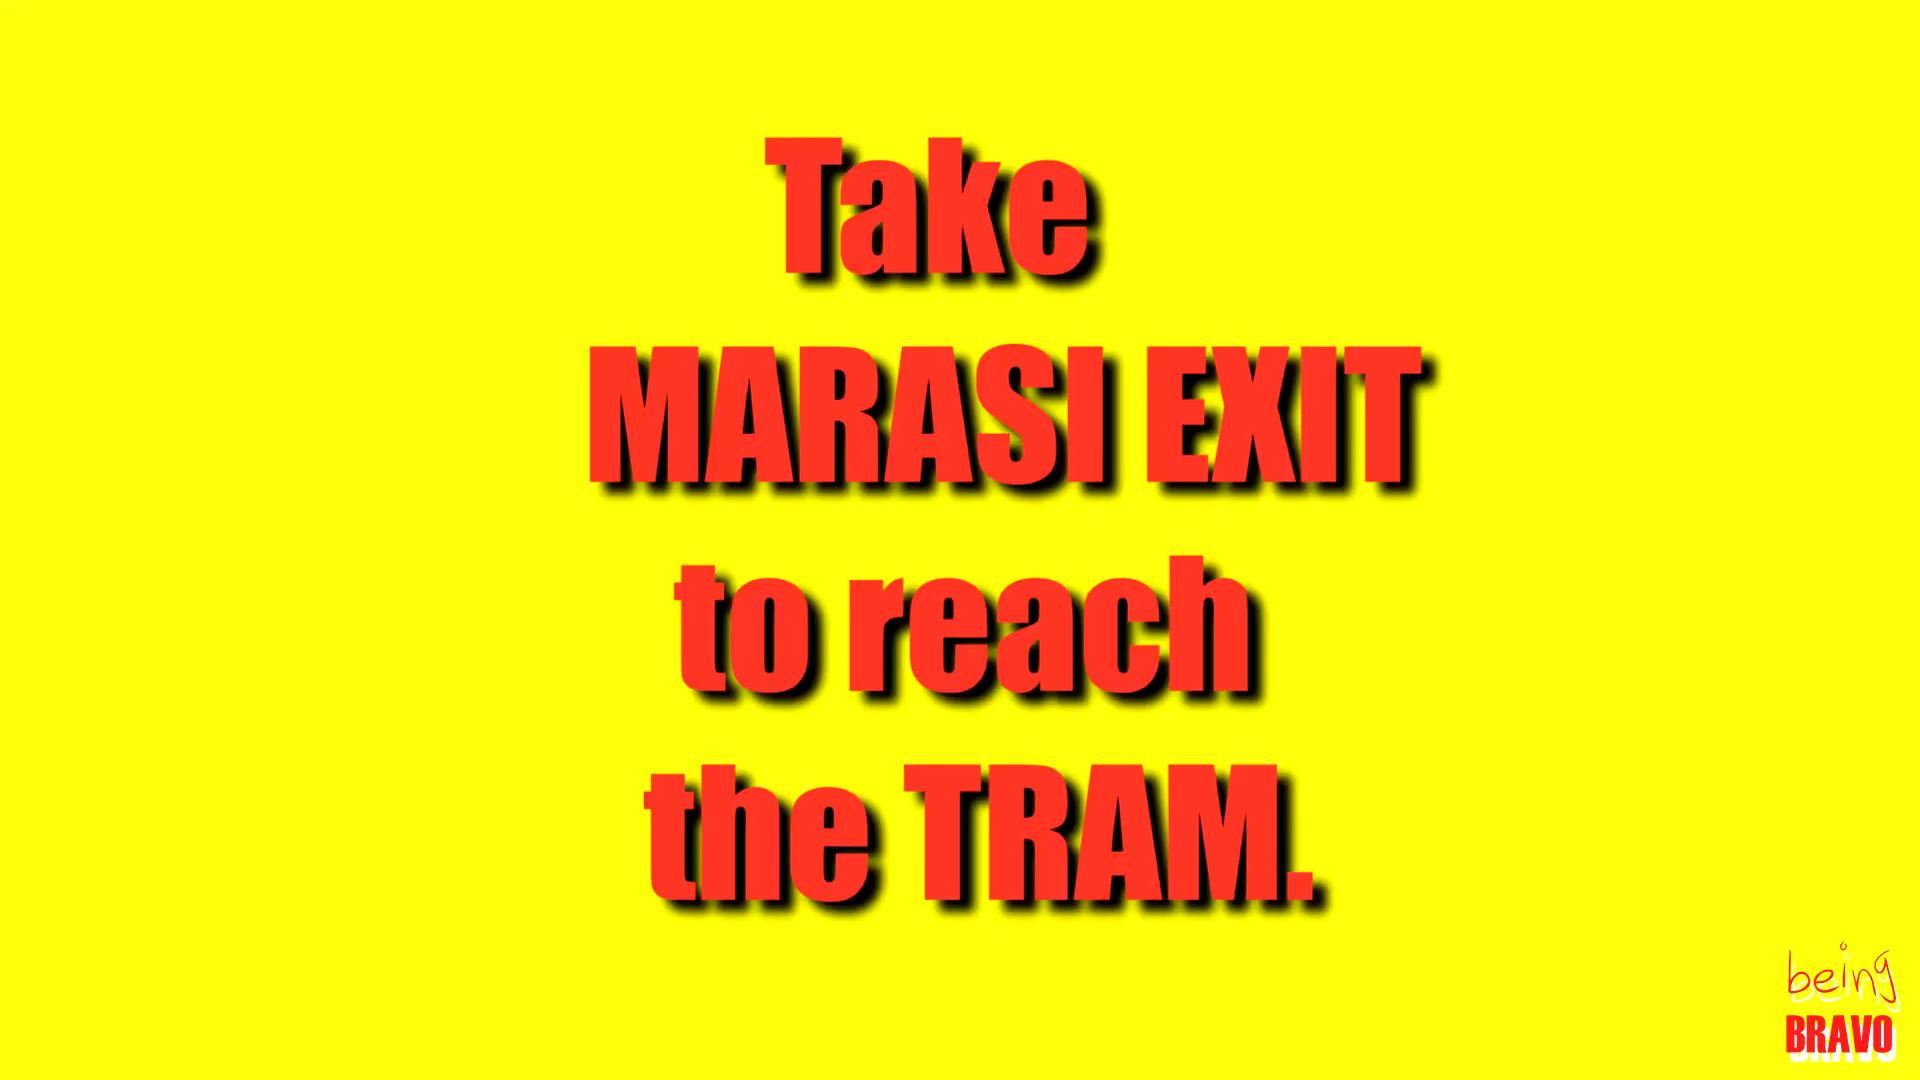 Take
MARASI EXIT
to reach
the TRAM.
being
BRAVO